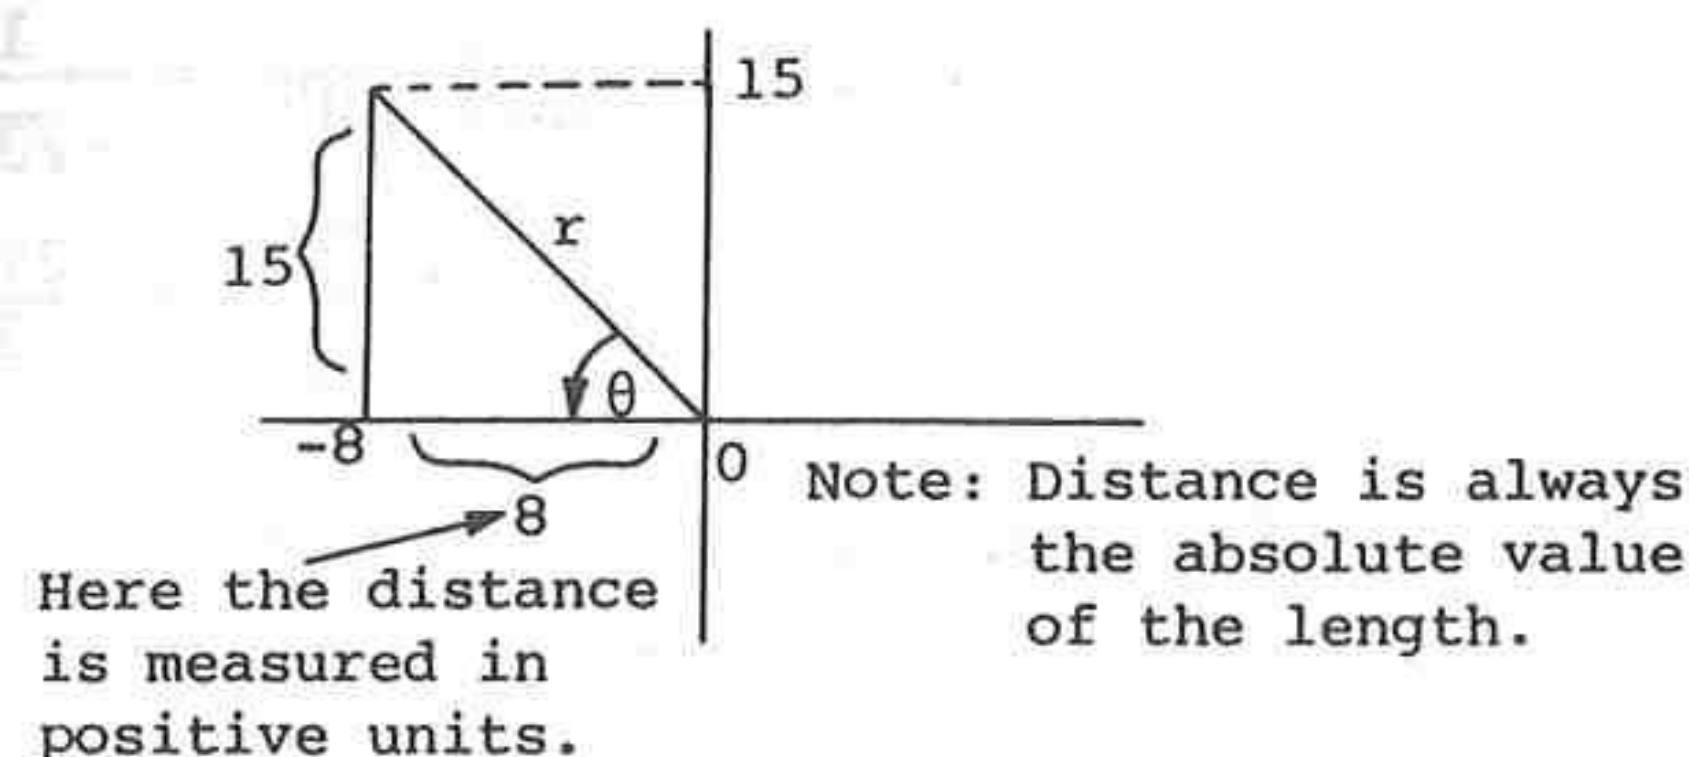 15
r
15
θ
-8
0
8
Note: Distance is always
the absolute value
of the length.
Here the distance
is measured in
positive units.